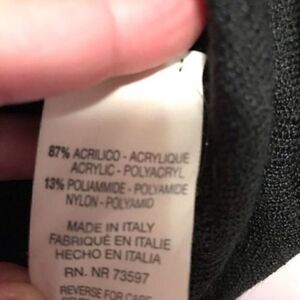 87% ACRILICO - ACRYLIQUE
ACRYLIC - POLYACRYL
13% POLIAMMIDE - POLYAMIDE
NYLON - POLYAMID
MADE IN ITALY
FABRIQUÉ EN ITALIE
HECHO EN ITALIA
RN. NR 73597
REVERSE FOR CARE